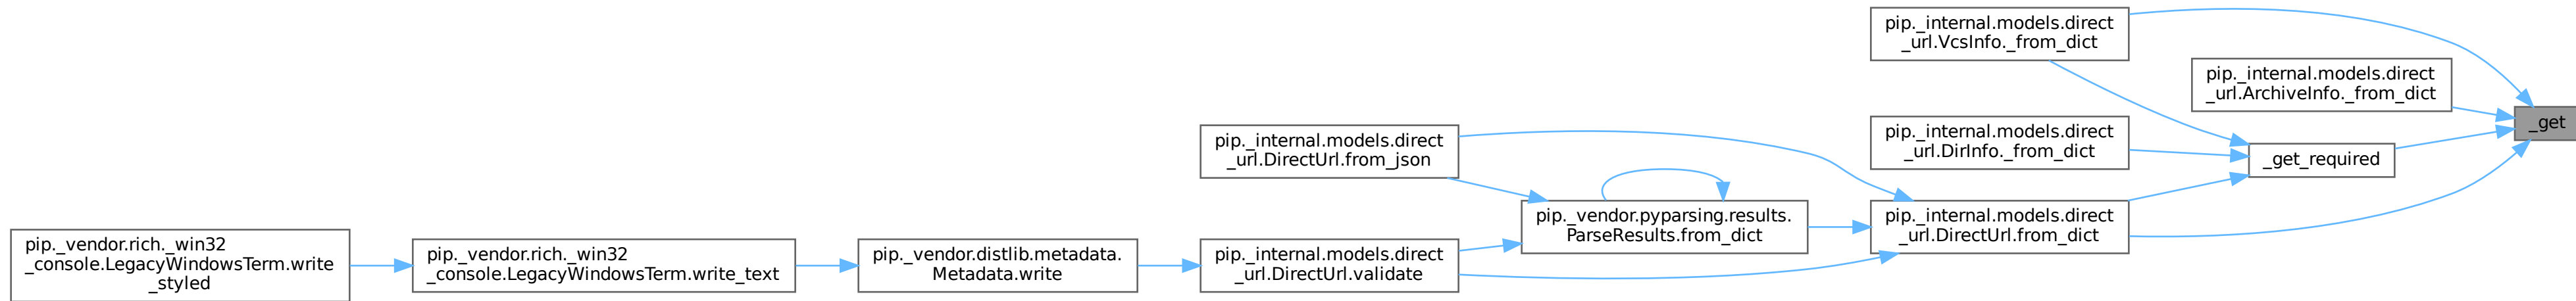 pip._internal.models.direct
_url.VcsInfo._from_dict
pip._internal.models.direct
_url.ArchiveInfo._from_dict
_get
pip._internal.models.direct
_url.DirInfo._from_dict
_get_required
pip._internal.models.direct
_url.DirectUrl.from_json
pip._vendor.pyparsing.results.
ParseResults.from_dict
pip._internal.models.direct
_url.DirectUrl.from_dict
pip._vendor.rich._win32
_console.LegacyWindowsTerm.write
_styled
pip._vendor.rich._win32
_console.LegacyWindowsTerm.write_text
pip._vendor.distlib.metadata.
Metadata.write
pip._internal.models.direct
_url.DirectUrl.validate